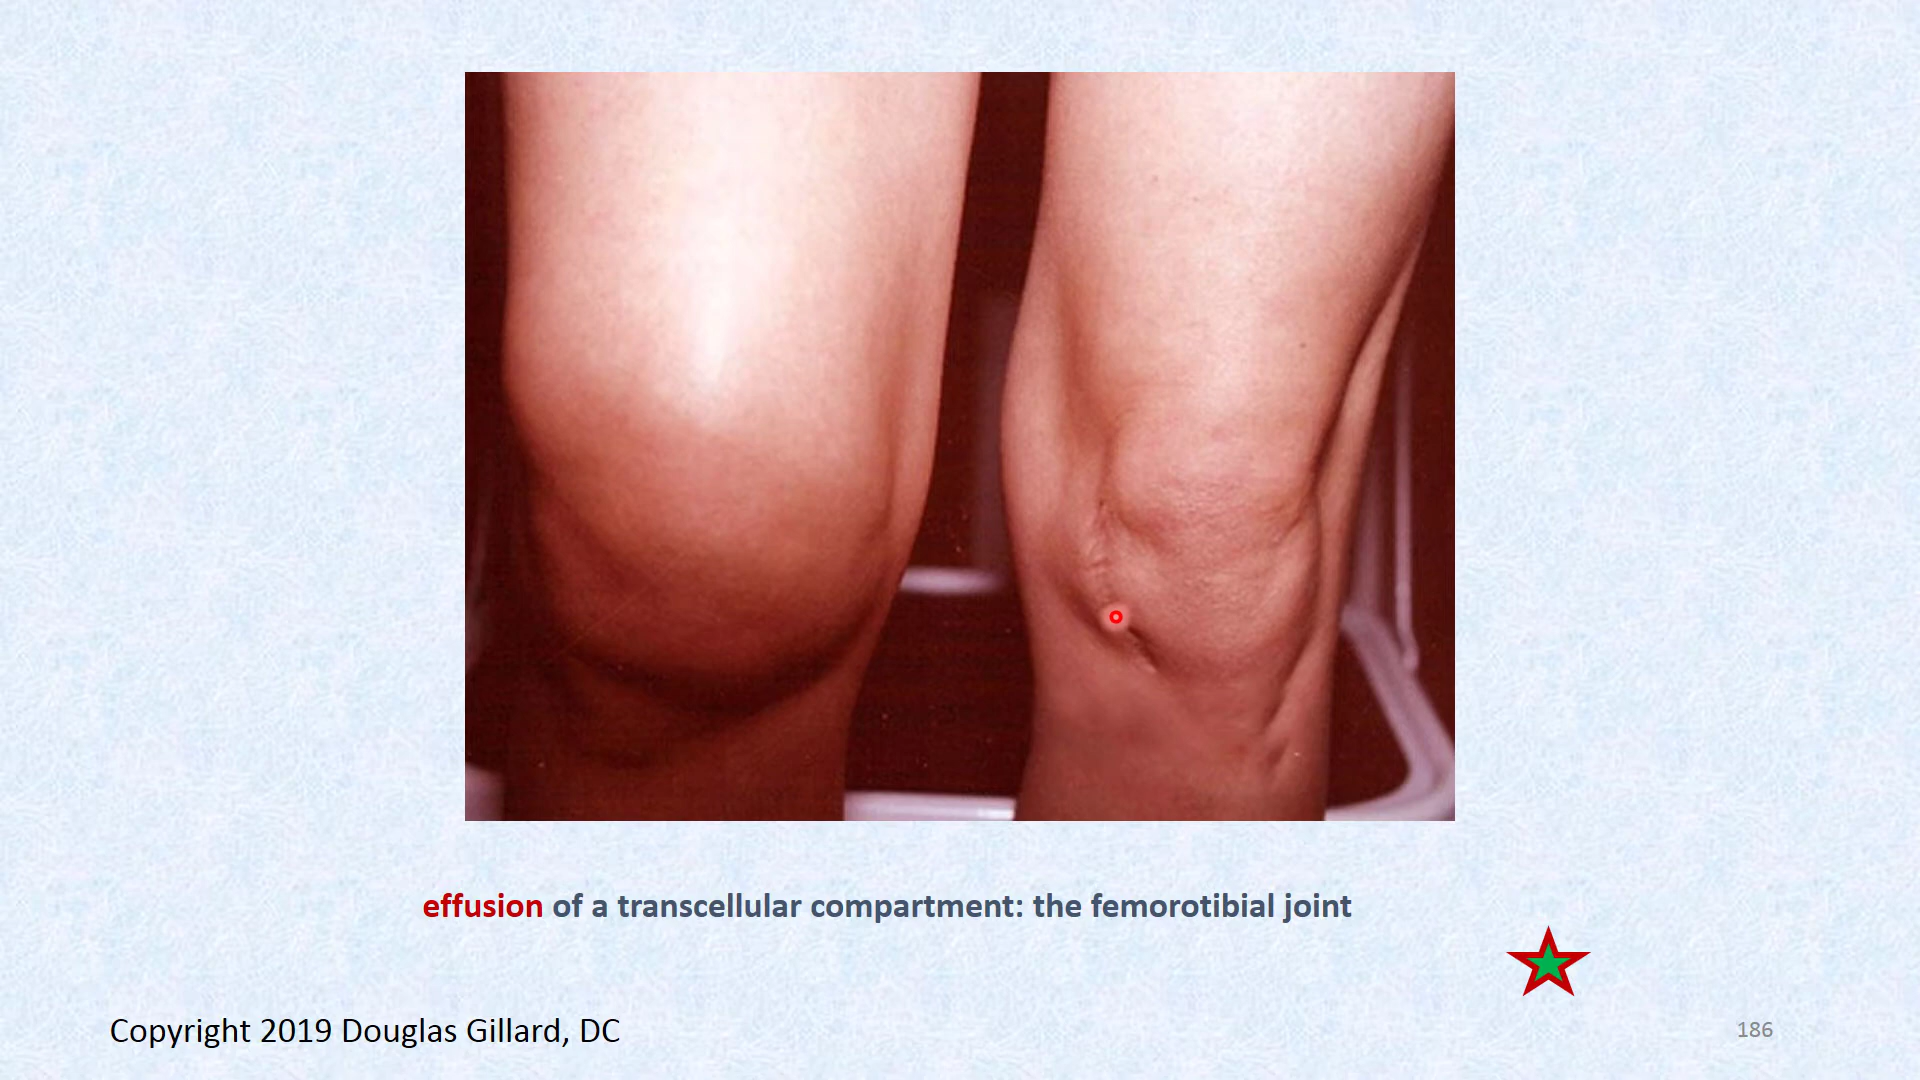 effusion of a transcellular compartment: the femorotibial joint
Copyright 2019 Douglas Gillard, DC
186